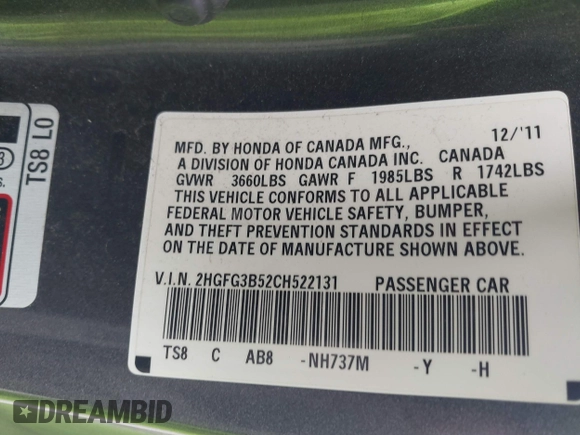 MFD. BY HONDA OF CANADA MFG., 12/'11
A DIVISION OF HONDA CANADA INC. CANADA
GVWR 3660LBS GAWR F 1985LBS R 1742LBS
THIS VEHICLE CONFORMS TO ALL APPLICABLE
FEDERAL MOTOR VEHICLE SAFETY, BUMPER,
AND THEFT PREVENTION STANDARDS IN EFFECT
ON THE DATE OF MANUFACTURE SHOWN ABOVE.
V.I.N. 2HGFG3B52CH522131 PASSENGER CAR
TS8 C AB8 -NH737M -Y -H
TS8 L0
DREAMBID